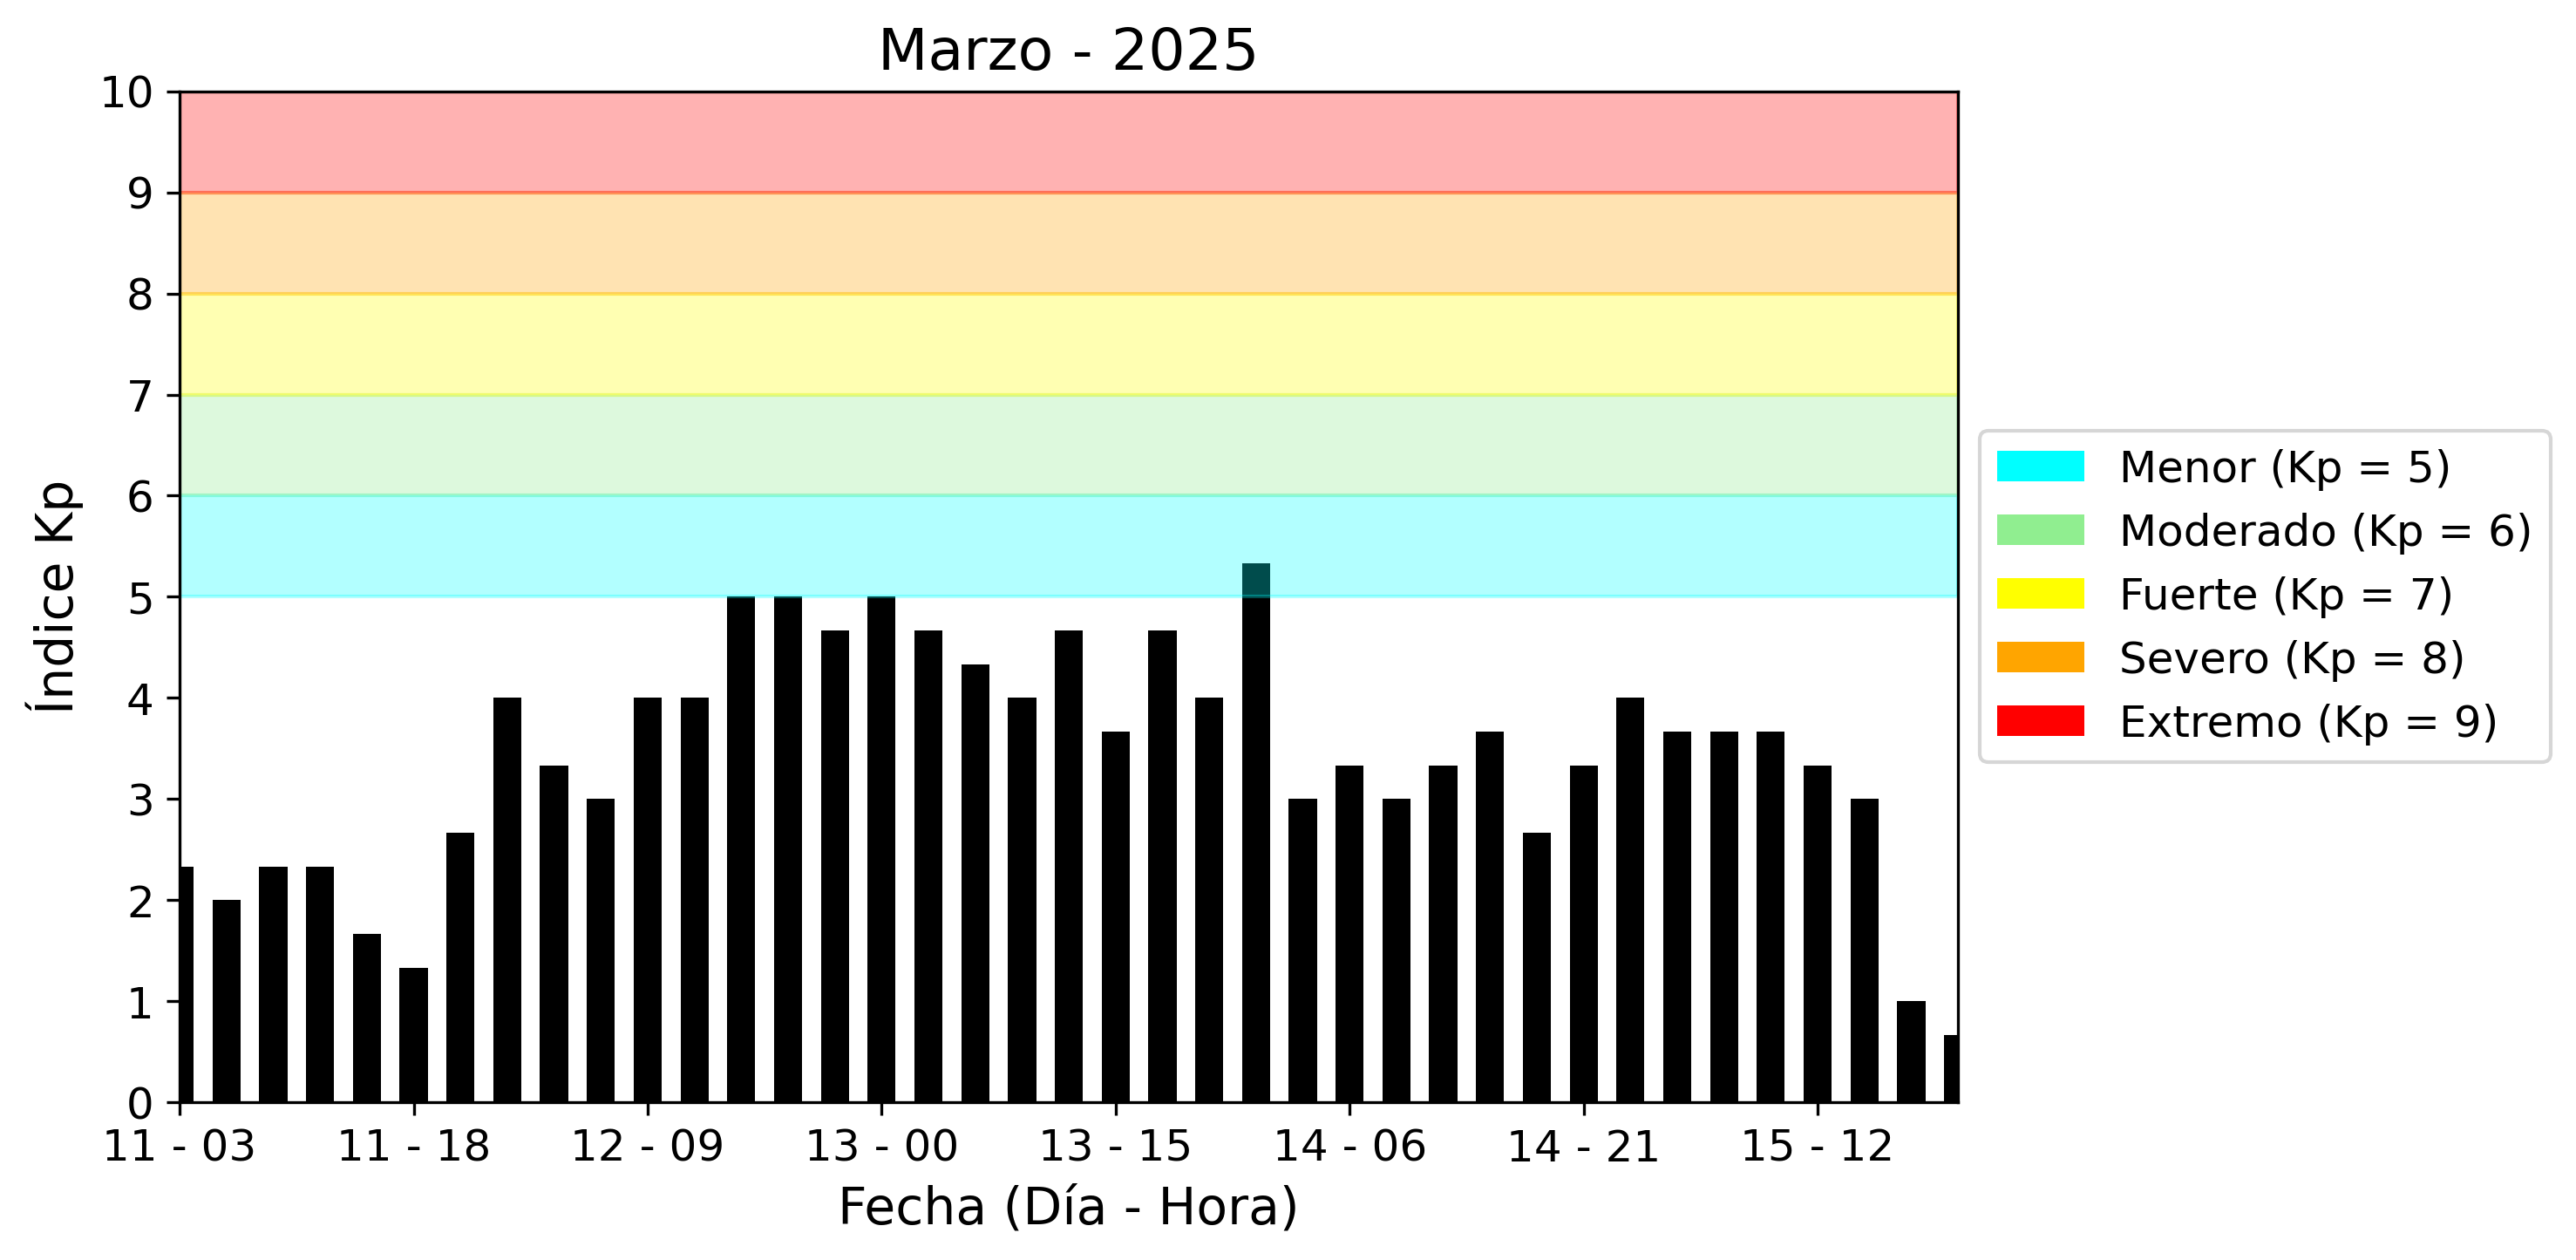 Marzo - 2025
10
9
8
7
6
5
4
3
2
1
0
Índice Kp
11 - 03 11 - 18 12 - 09 13 - 00 13 - 15 14 - 06 14 - 21 15 - 12
Fecha (Día - Hora)
Menor (Kp = 5)
Moderado (Kp = 6)
Fuerte (Kp = 7)
Severo (Kp = 8)
Extremo (Kp = 9)